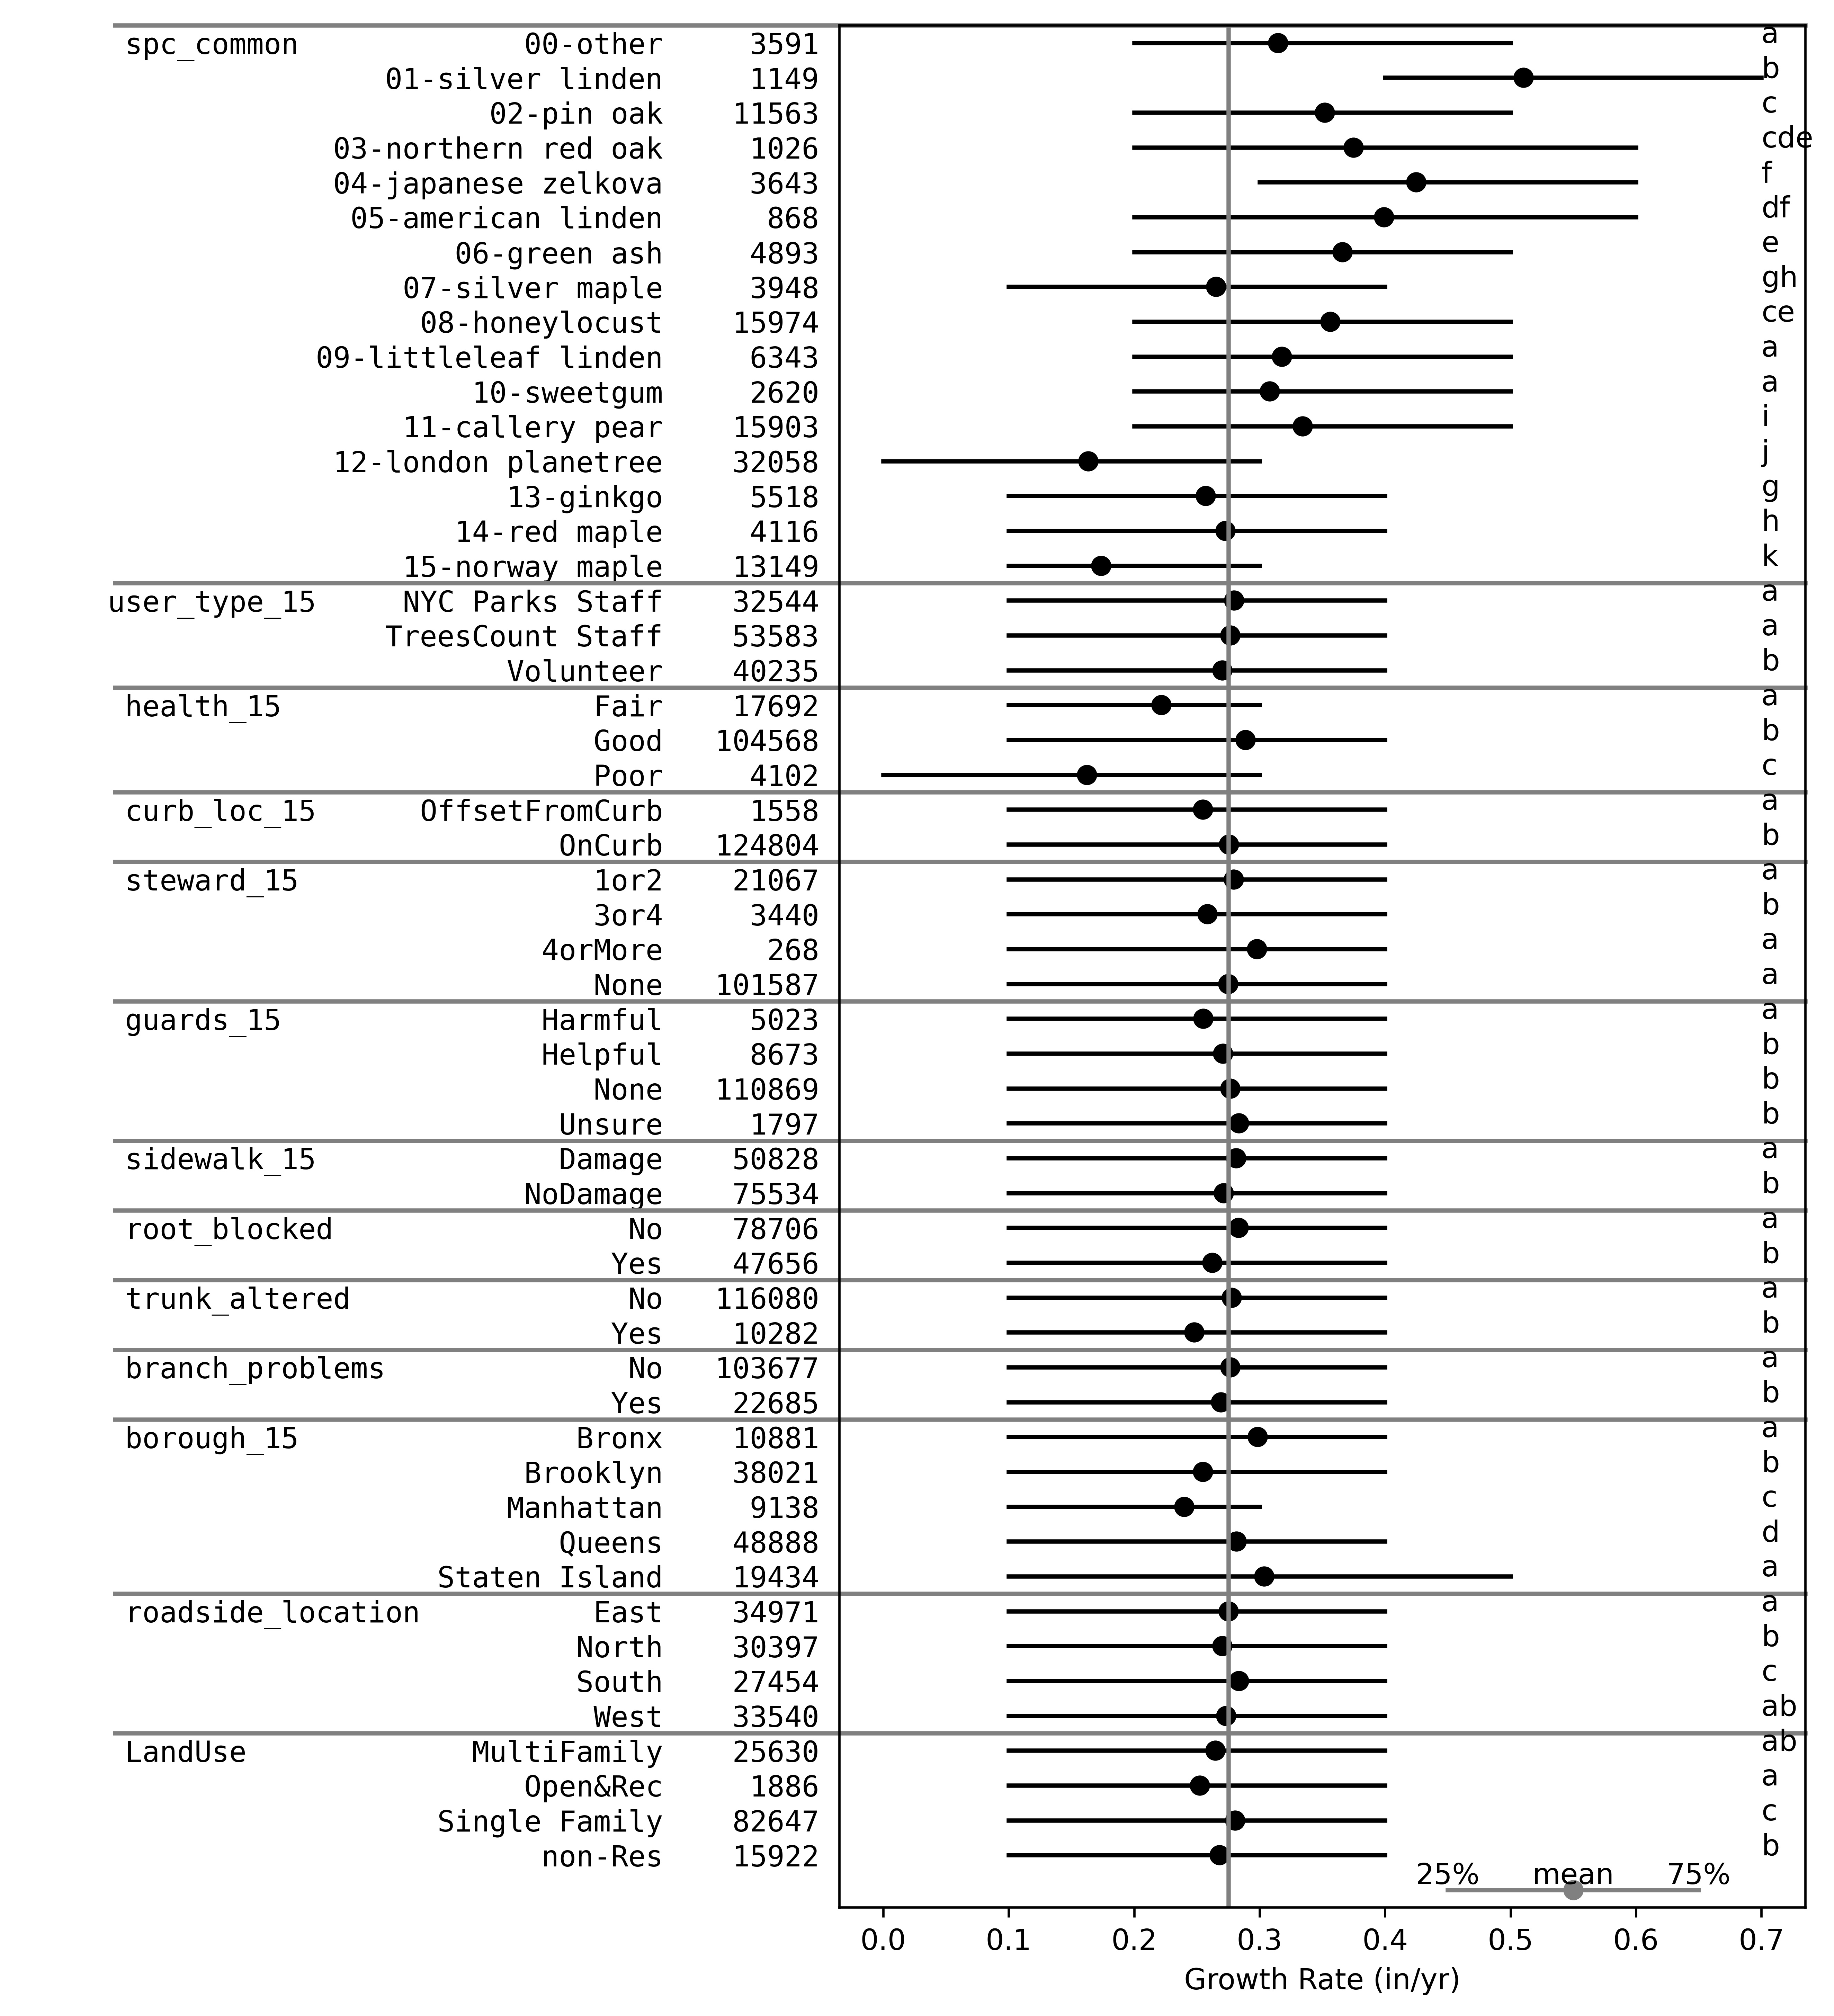 spc_common 00-other 3591 a
01-silver linden 1149 b
02-pin oak 11563 c
03-northern red oak 1026 cde
04-japanese zelkova 3643 f
05-american linden 868 df
06-green ash 4893 e
07-silver maple 3948 gh
08-honeylocust 15974 ce
09-littleleaf linden 6343 a
10-sweetgum 2620 a
11-callery pear 15903 i
12-london planetree 32058 j
13-ginkgo 5518 g
14-red maple 4116 h
15-norway maple 13149 k
user_type_15 NYC Parks Staff 32544 a
TreesCount Staff 53583 a
Volunteer 40235 b
health_15 Fair 17692 a
Good 104568 b
Poor 4102 c
curb_loc_15 OffsetFromCurb 1558 a
OnCurb 124804 b
steward_15 1or2 21067 a
3or4 3440 b
4orMore 268 a
None 101587 a
guards_15 Harmful 5023 a
Helpful 8673 b
None 110869 b
Unsure 1797 b
sidewalk_15 Damage 50828 a
NoDamage 75534 b
root_blocked No 78706 a
Yes 47656 b
trunk_altered No 116080 a
Yes 10282 b
branch_problems No 103677 a
Yes 22685 b
borough_15 Bronx 10881 a
Brooklyn 38021 b
Manhattan 9138 c
Queens 48888 d
Staten Island 19434 a
roadside_location East 34971 a
North 30397 b
South 27454 c
West 33540 ab
LandUse MultiFamily 25630 ab
Open&Rec 1886 a
Single Family 82647 c
non-Res 15922 b
25% mean 75%
0.0 0.1 0.2 0.3 0.4 0.5 0.6 0.7
Growth Rate (in/yr)